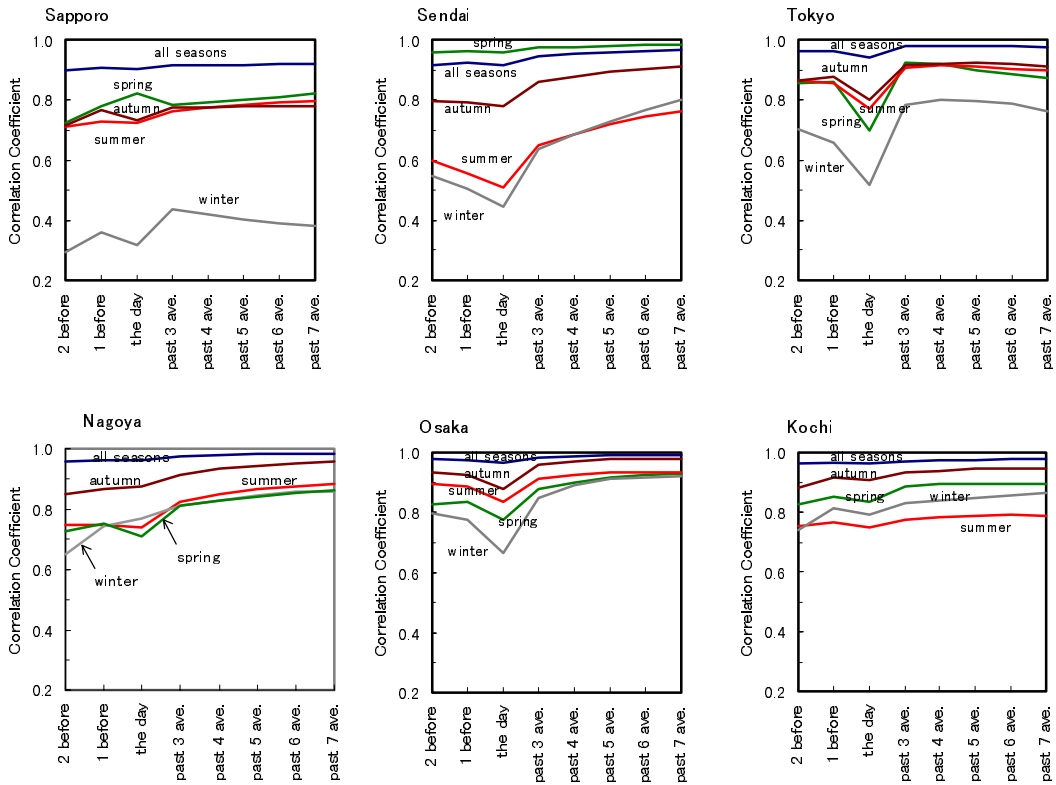 Sapporo
Correlation Coefficient
1.0
0.8
0.6
0.4
0.2
all seasons
spring
autumn
summer
winter
2 before
1 before
the day
past 3 ave.
past 4 ave.
past 5 ave.
past 6 ave.
past 7 ave.
Sendai
Correlation Coefficient
1.0
0.8
0.6
0.4
0.2
spring
all seasons
autumn
summer
winter
2 before
1 before
the day
past 3 ave.
past 4 ave.
past 5 ave.
past 6 ave.
past 7 ave.
Tokyo
Correlation Coefficient
1.0
0.8
0.6
0.4
0.2
all seasons
autumn
summer
spring
winter
2 before
1 before
the day
past 3 ave.
past 4 ave.
past 5 ave.
past 6 ave.
past 7 ave.
Nagoya
Correlation Coefficient
1.0
0.8
0.6
0.4
0.2
all seasons
autumn
summer
spring
winter
2 before
1 before
the day
past 3 ave.
past 4 ave.
past 5 ave.
past 6 ave.
past 7 ave.
Osaka
Correlation Coefficient
1.0
0.8
0.6
0.4
0.2
all seasons
autumn
summer
spring
winter
2 before
1 before
the day
past 3 ave.
past 4 ave.
past 5 ave.
past 6 ave.
past 7 ave.
Kochi
Correlation Coefficient
1.0
0.8
0.6
0.4
0.2
all seasons
autumn
spring
winter
summer
2 before
1 before
the day
past 3 ave.
past 4 ave.
past 5 ave.
past 6 ave.
past 7 ave.